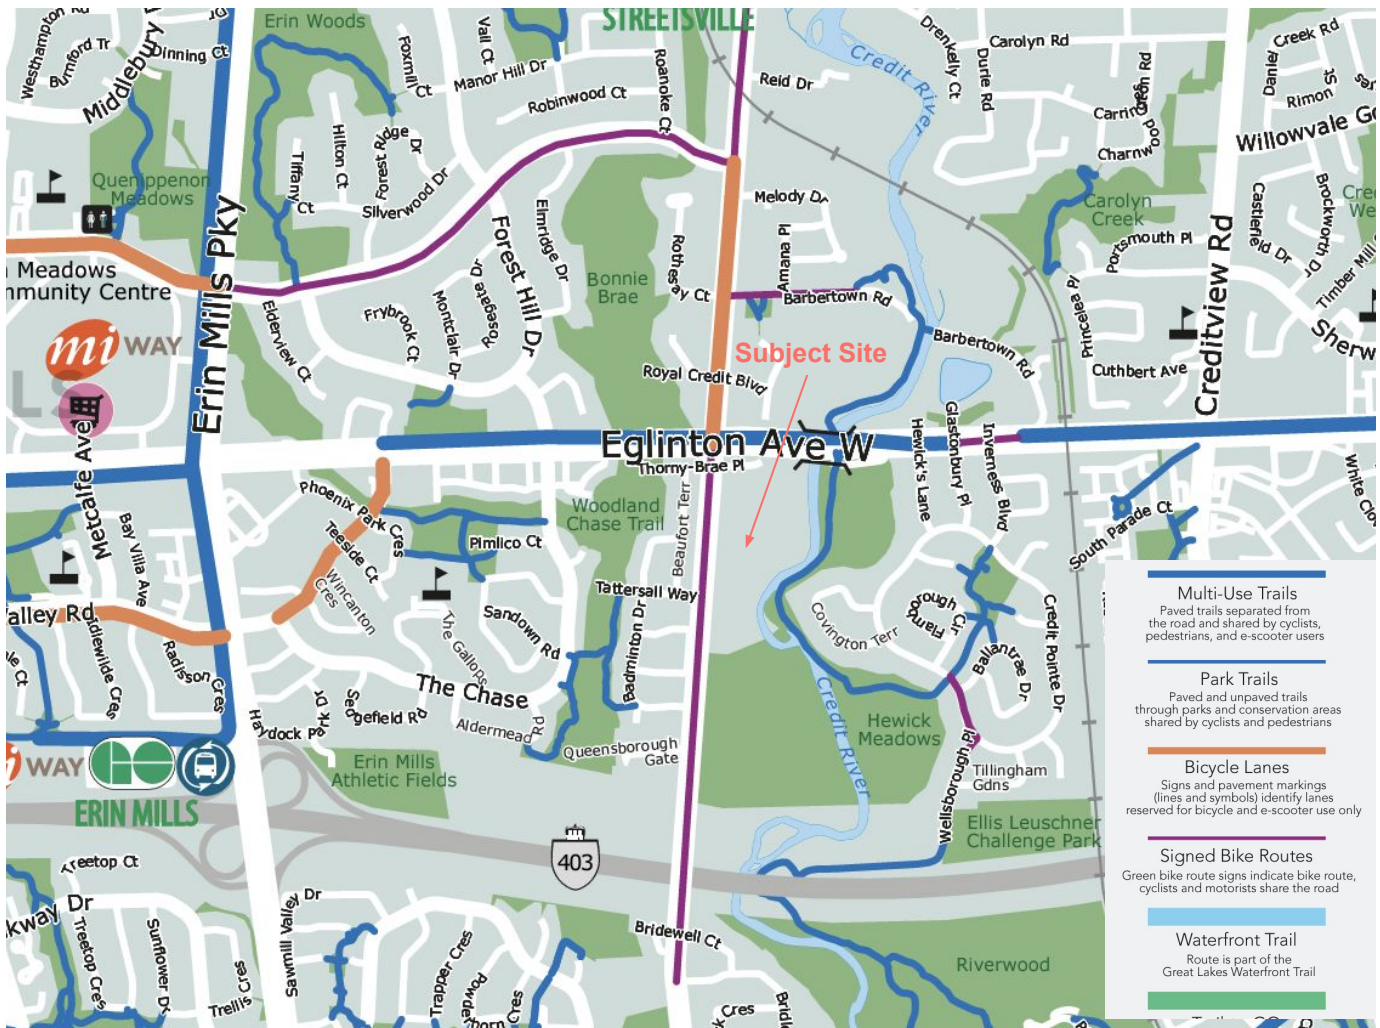 STREETSVILLE
Erin Woods
Westhampton Rd
Burnford Tr
Middlebury
Dinning Ct
Foxmill Ct
Vail Ct
Manor Hill Dr
Robinwood Ct
Roanoke Ct
Reid Dr
Credit River
Drenkelly Ct
Durie Rd
Carolyn Rd
Carrin
Charnwood
Daniel
Creek Rd
Rimon St
Willowvale
Quenippenon
Meadows
Tiffany Ct
Hilton Ct
Forest Ridge Dr
Silverwood Dr
Forest Hill Dr
Elmridge Dr
Melody Dr
Amana Pl
Rothesay Ct
Carolyn
Creek
Portsmouth Pl
Castlefield Dr
Brockworth Dr
Timber Mill
Meadows
mmunity Centre
Erin Mills Pky
Elderview Ct
Frybrook Ct
Montclair Dr
Rosegate Dr
Bonnie
Brae
Barbertown Rd
Barbertown Rd
Princelea Pl
Creditview Rd
Sherw
mi WAY
Royal Credit Blvd
Subject Site
Cuthbert Ave
Metcalfe Ave
Eglinton Ave W
Thorny-Brae Pl
Hewick's Lane
Glastonbury Pl
Inverness Blvd
White Clov
Phoenix Park Cres
Teeside Ct
Wincanton Cres
Pimlico Ct
Woodland
Chase Trail
Beaufort Terr
South Parade Ct
Bay Villa Ave
alley Rd
Idlewilde Cres
Radisson Cres
The Gallops
Sandown Rd
Tattersall Way
Badminton Dr
Covington Terr
Flamborough Cir
Ballantrae Dr
Credit Pointe Dr
The Chase
Sedgefield Rd
Park Dr
Haydock
Aldermead Rd
Queensborough
Gate
Credit River
Hewick
Meadows
Wellsborough Pl
Tillingham
Gdns
WAY
GO
ERIN MILLS
Erin Mills
Athletic Fields
403
Ellis Leuschner
Challenge Park
Treetop Ct
kway Dr
Treetop Cres
Sunflower Dr
Trellis Cres
Sawmill Valley Dr
Trapper Cres
Bridewell Ct
Riverwood
Multi-Use Trails
Paved trails separated from
the road and shared by cyclists,
pedestrians, and e-scooter users
Park Trails
Paved and unpaved trails
through parks and conservation areas
shared by cyclists and pedestrians
Bicycle Lanes
Signs and pavement markings
(lines and symbols) identify lanes
reserved for bicycle and e-scooter use only
Signed Bike Routes
Green bike route signs indicate bike route,
cyclists and motorists share the road
Waterfront Trail
Route is part of the
Great Lakes Waterfront Trail